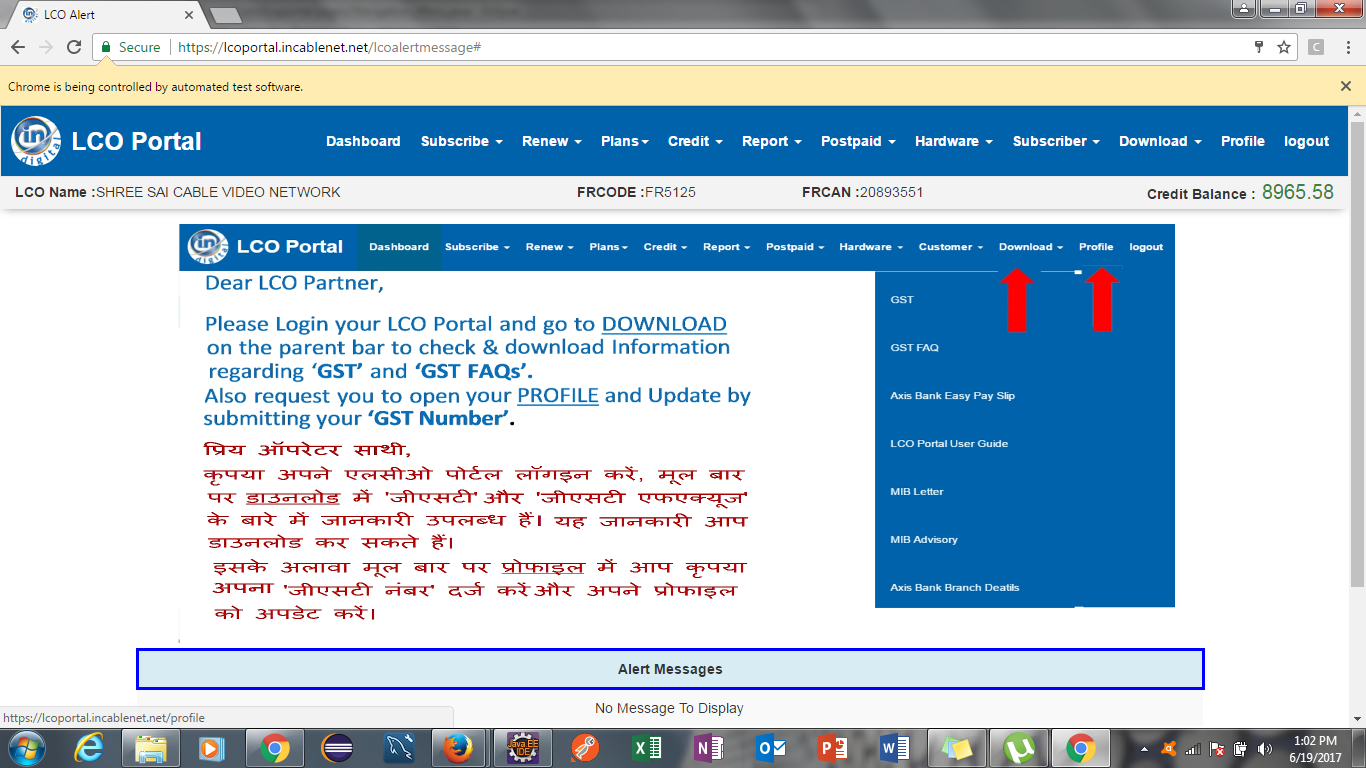 LCO Alert
Secure https://lcoportal.incablenet.net/lcoalertmessage#
C
Chrome is being controlled by automated test software.
in digital LCO Portal Dashboard Subscribe Renew Plans Credit Report Postpaid Hardware Subscriber Download Profile logout
LCO Name :SHREE SAI CABLE VIDEO NETWORK FRCODE :FR5125 FRCAN :20893551 Credit Balance : 8965.58
in digital LCO Portal Dashboard Subscribe Renew Plans Credit Report Postpaid Hardware Customer Download Profile logout
Dear LCO Partner,
Please Login your LCO Portal and go to DOWNLOAD
on the parent bar to check & download Information
regarding ‘GST’ and ‘GST FAQs’.
Also request you to open your PROFILE and Update by
submitting your ‘GST Number’.
प्रिय ऑपरेटर साथी,
कृपया अपने एलसीओ पोर्टल लॉगइन करें, मूल बार
पर डाउनलोड में 'जीएसटी' और 'जीएसटी एफएक्यूज'
के बारे में जानकारी उपलब्ध हैं। यह जानकारी आप
डाउनलोड कर सकते हैं।
इसके अलावा मूल बार पर प्रोफाइल में आप कृपया
अपना 'जीएसटी नंबर' दर्ज करें और अपने प्रोफाइल
को अपडेट करें।
GST
GST FAQ
Axis Bank Easy Pay Slip
LCO Portal User Guide
MIB Letter
MIB Advisory
Axis Bank Branch Deatils
Alert Messages
No Message To Display
https://lcoportal.incablenet.net/profile
Java EE
IDE
1:02 PM
6/19/2017